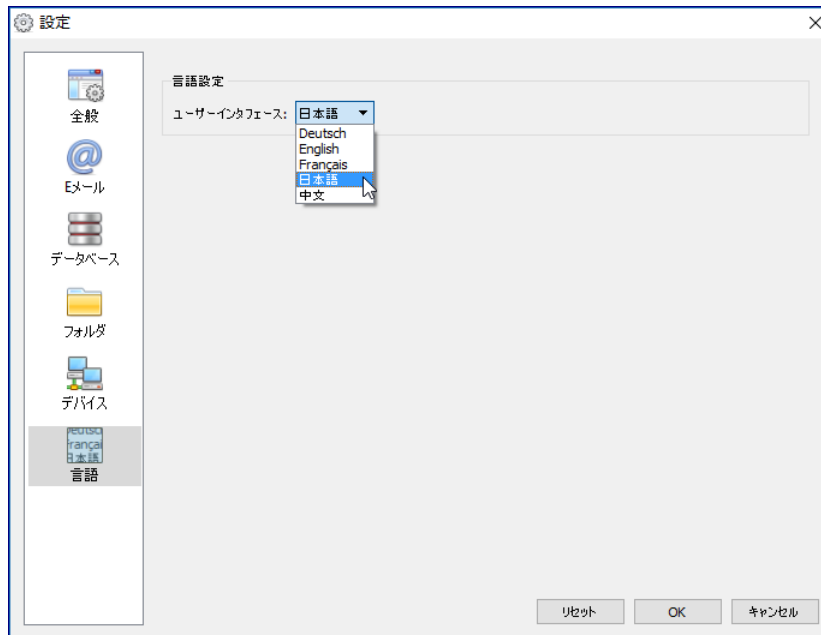 設定
全般
Eメール
データベース
フォルダ
デバイス
言語
言語設定
ユーザーインタフェース: 日本語
Deutsch
English
Français
日本語
中文
リセット
OK
キャンセル